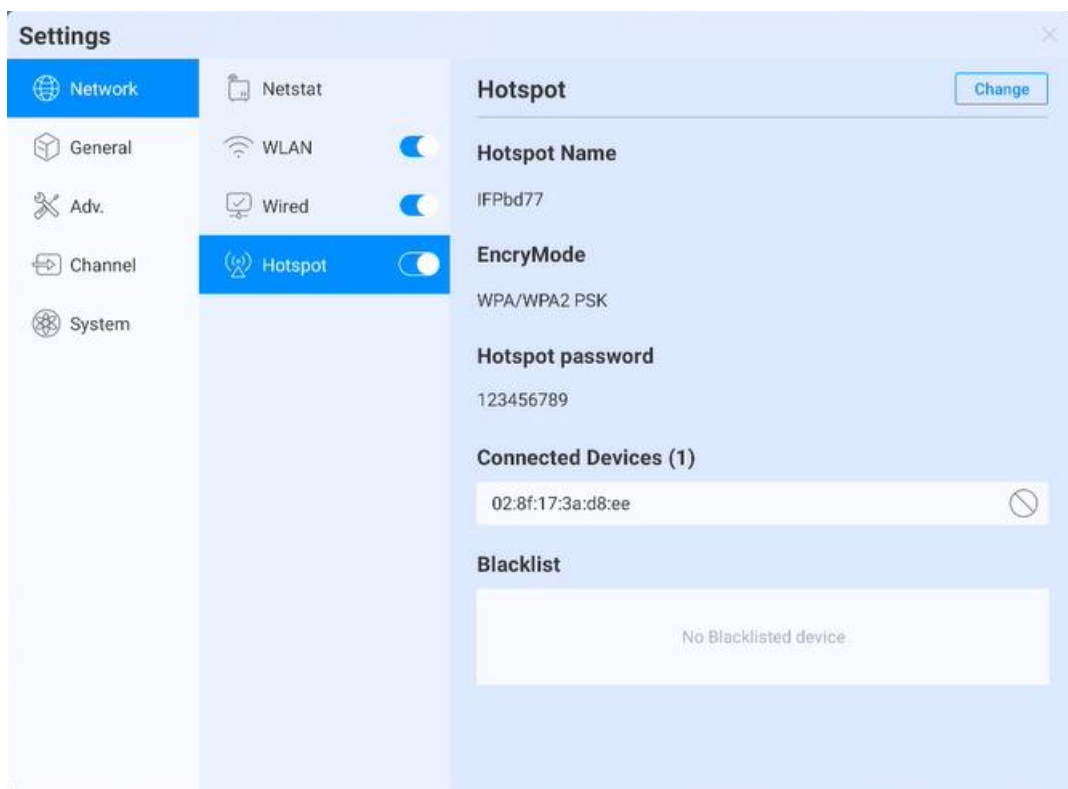 Settings
Network
General
Adv.
Channel
System
Netstat
WLAN
Wired
Hotspot
Hotspot
Change
Hotspot Name
IFPbd77
EncryMode
WPA/WPA2 PSK
Hotspot password
123456789
Connected Devices (1)
02:8f:17:3a:d8:ee
Blacklist
No Blacklisted device